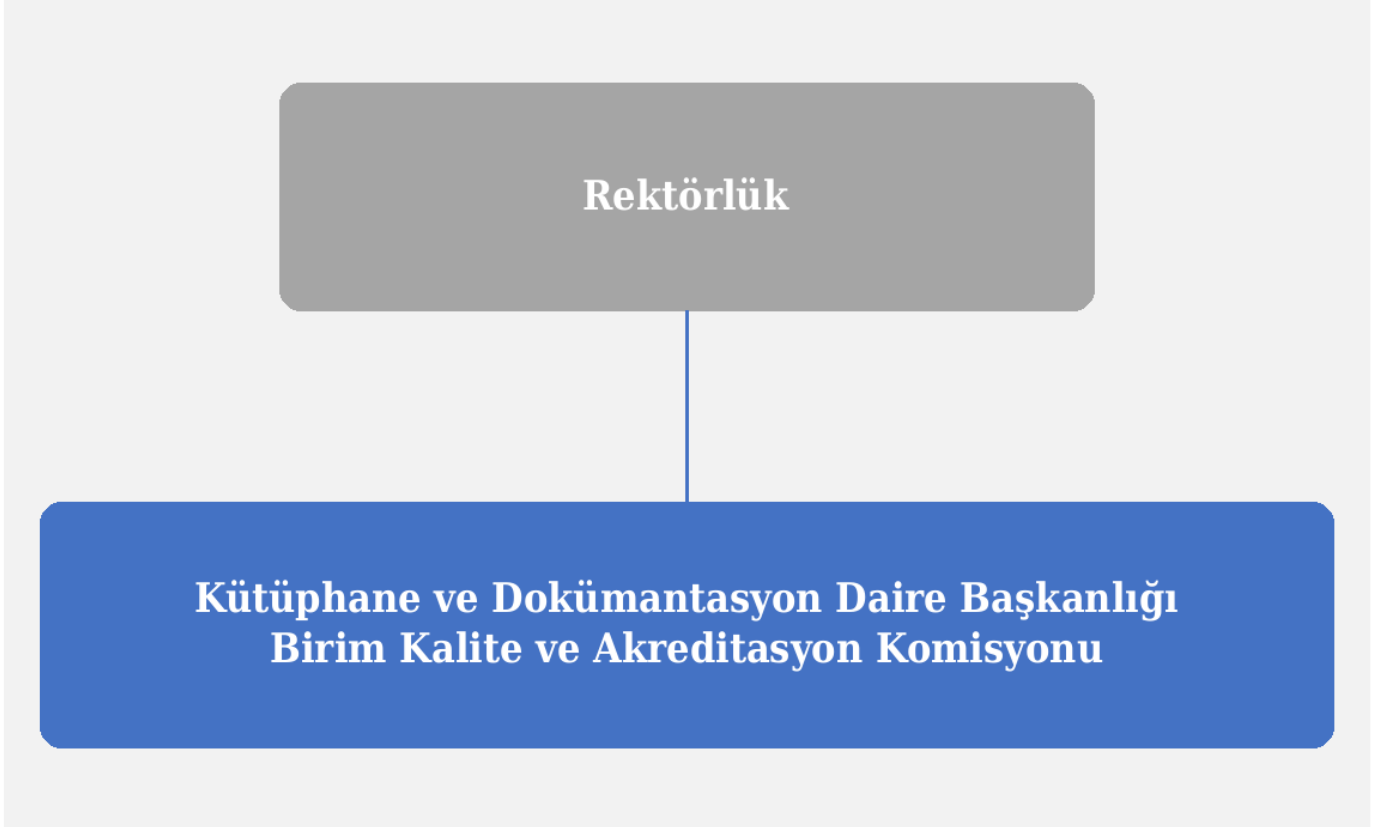 Rektörlük
Kütüphane ve Dokümantasyon Daire Başkanlığı
Birim Kalite ve Akreditasyon Komisyonu